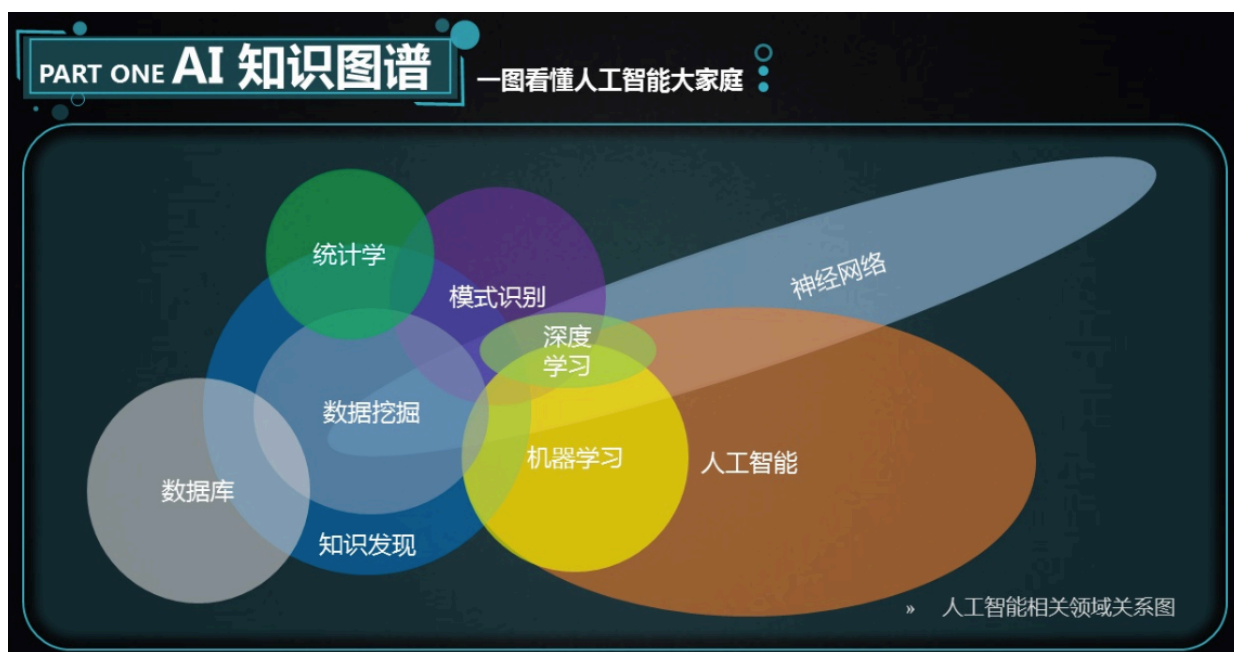 PART ONE AI 知识图谱
一图看懂人工智能大家庭
统计学
模式识别
神经网络
深度
学习
数据挖掘
机器学习
人工智能
数据库
知识发现
» 人工智能相关领域关系图